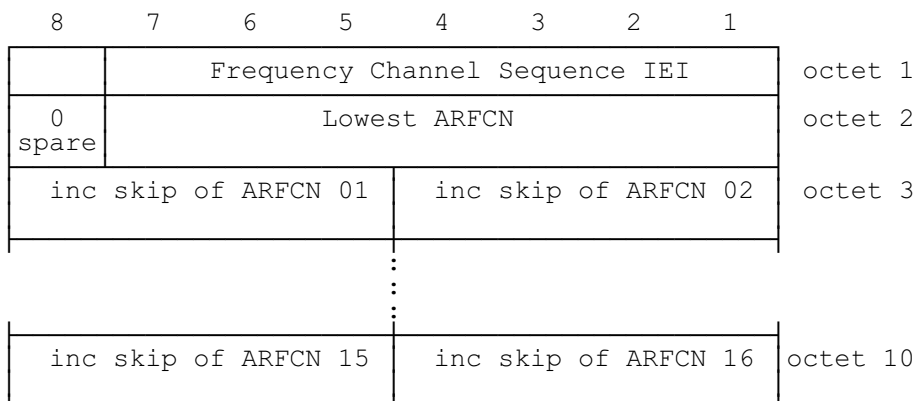 8 7 6 5 4 3 2 1
Frequency Channel Sequence IEI octet 1
0 Lowest ARFCN octet 2
spare
inc skip of ARFCN 01 inc skip of ARFCN 02 octet 3
inc skip of ARFCN 15 inc skip of ARFCN 16 octet 10